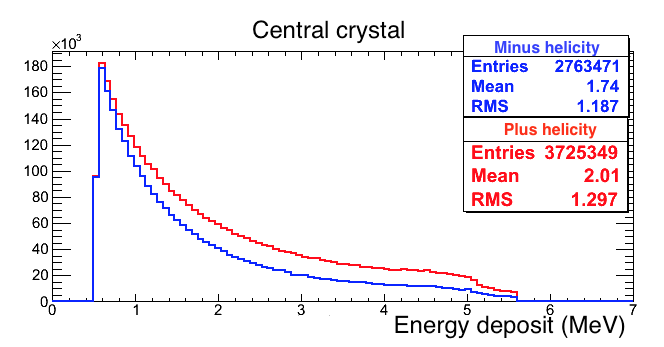 Central crystal
×10³
180
160
140
120
100
80
60
40
20
0
0 1 2 3 4 5 6 7
Energy deposit (MeV)
Minus helicity
Entries 2763471
Mean 1.74
RMS 1.187
Plus helicity
Entries 3725349
Mean 2.01
RMS 1.297